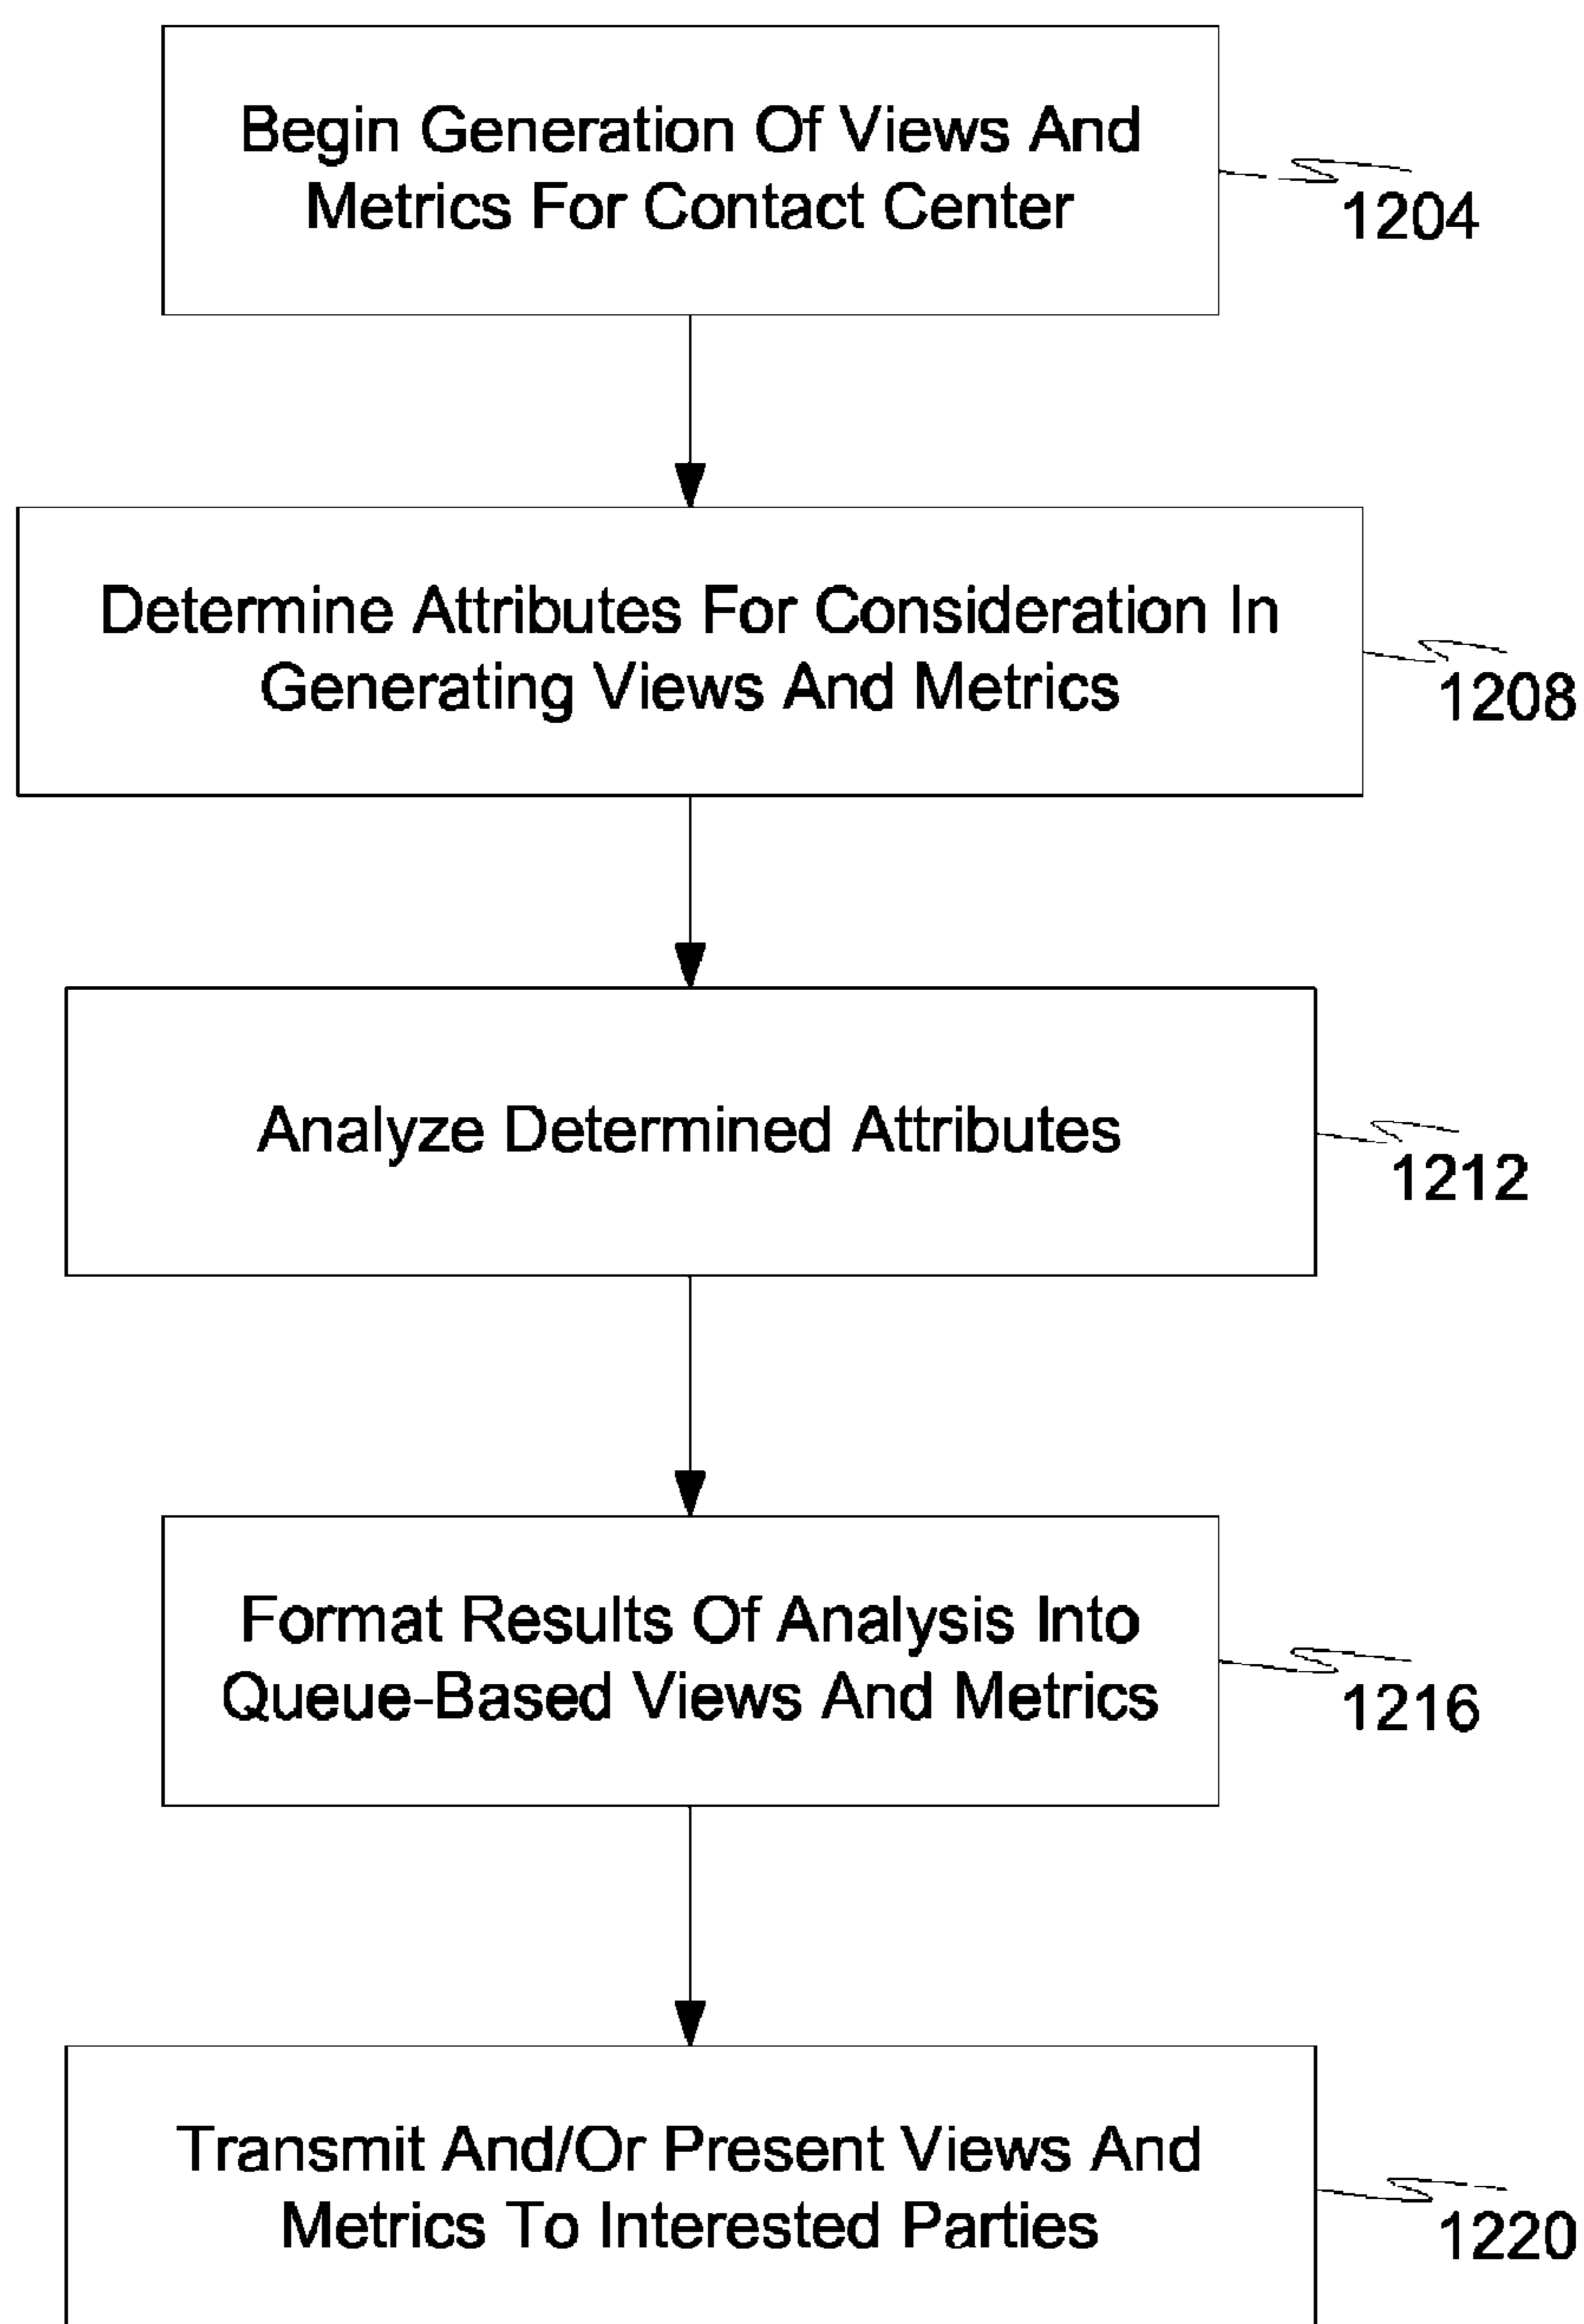 Begin Generation Of Views And
Metrics For Contact Center
1204
Determine Attributes For Consideration In
Generating Views And Metrics
1208
Analyze Determined Attributes
1212
Format Results Of Analysis Into
Queue-Based Views And Metrics
1216
Transmit And/Or Present Views And
Metrics To Interested Parties
1220